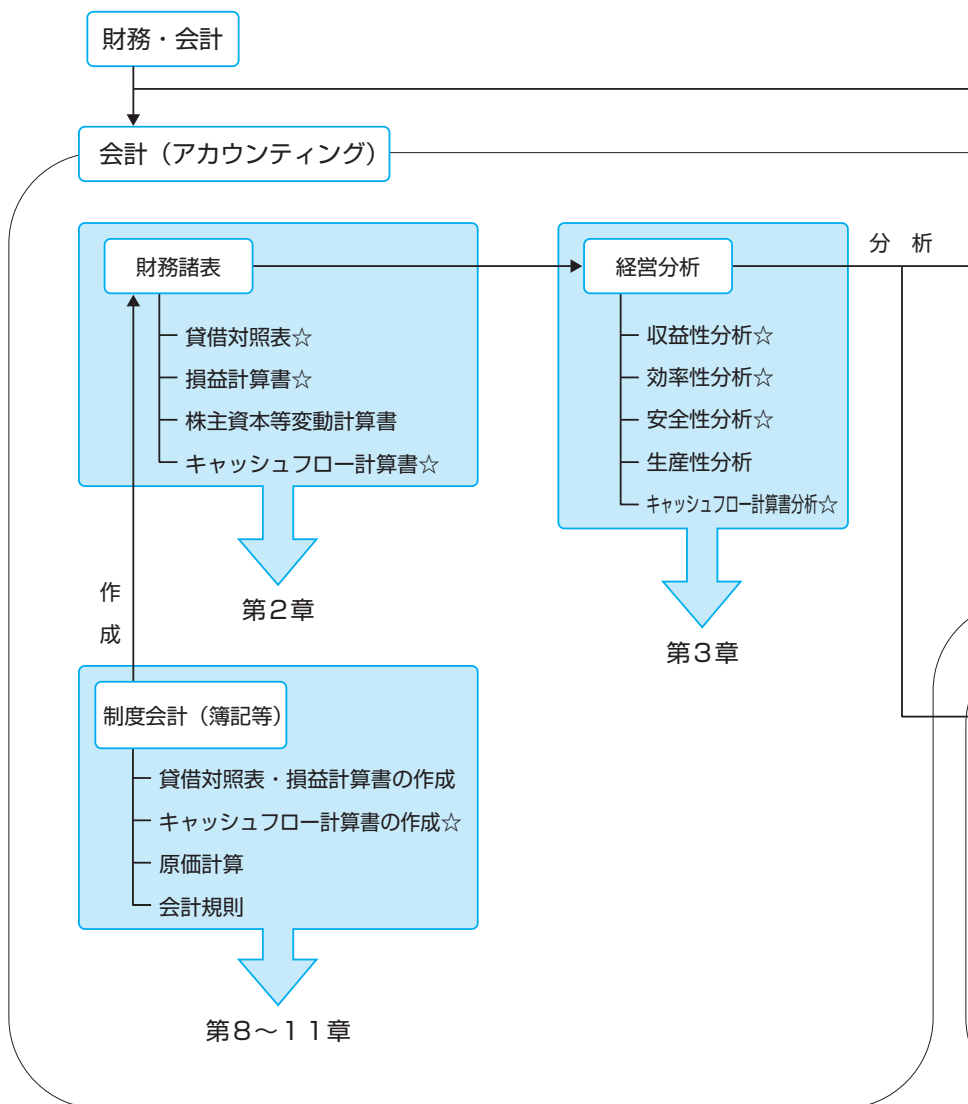 財務・会計
会計（アカウンティング）
財務諸表
貸借対照表☆
損益計算書☆
株主資本等変動計算書
キャッシュフロー計算書☆
第2章
経営分析
収益性分析☆
効率性分析☆
安全性分析☆
生産性分析
キャッシュフロー計算書分析☆
第3章
分 析
作
成
制度会計（簿記等）
貸借対照表・損益計算書の作成
キャッシュフロー計算書の作成☆
原価計算
会計規則
第8～11章